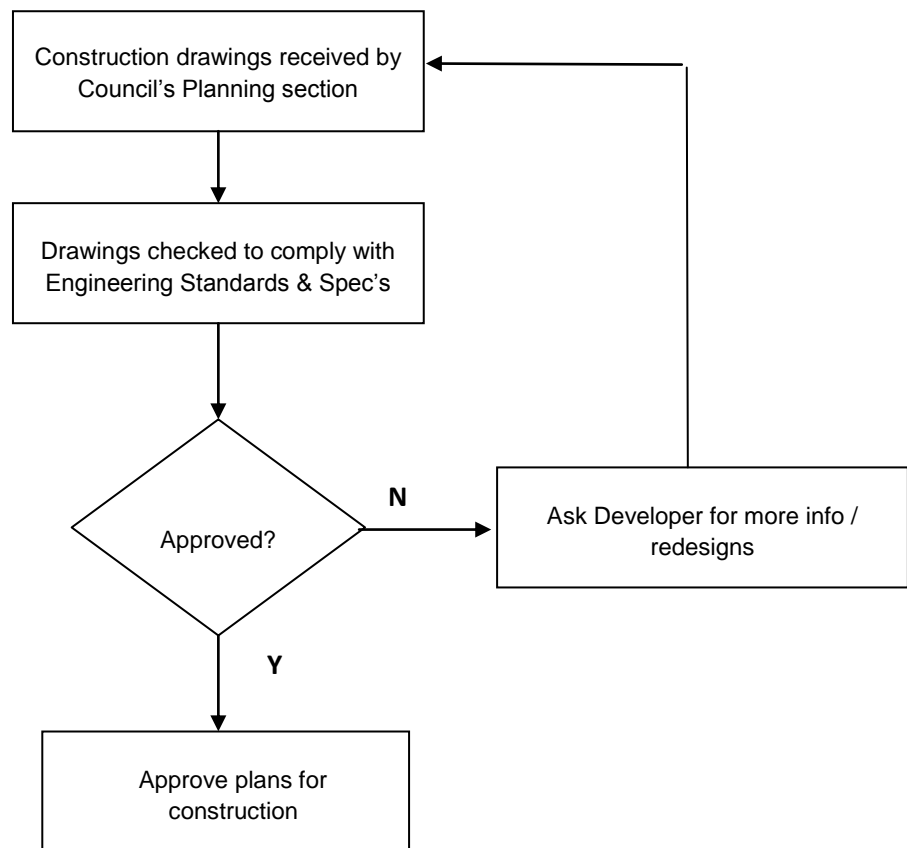 Construction drawings received by
Council’s Planning section
Drawings checked to comply with
Engineering Standards & Spec’s
Approved?
N
Ask Developer for more info /
redesigns
Y
Approve plans for
construction